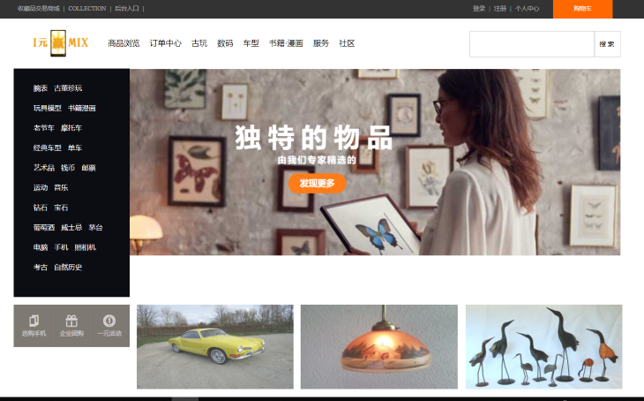 收藏品交易商城 | COLLECTION | 后台入口 |
登录 | 注册 | 个人中心
购物车
1元赢MIX
商品浏览 订单中心 古玩 数码 车型 书籍·漫画 服务 社区
搜 索
腕表 古董珍玩
玩具模型 书籍漫画
老爷车 摩托车
经典车型 单车
艺术品 钱币 邮票
运动 音乐
钻石 宝石
葡萄酒 威士忌 茅台
电脑 手机 照相机
考古 自然历史
独特的物品
由我们专家精选的
发现更多
选购手机 企业团购 一元活动